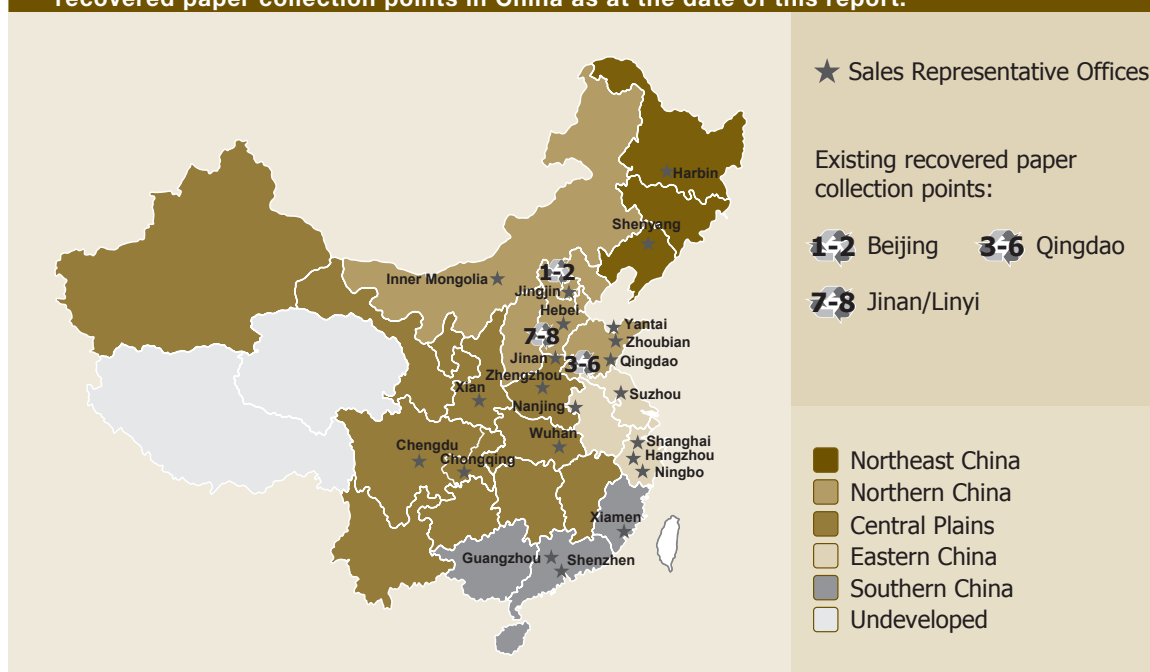 recovered paper collection points in China as at the date of this report.
Sales Representative Offices
Existing recovered paper
collection points:
1-2 Beijing 3-6 Qingdao
7-8 Jinan/Linyi
Harbin
Shenyang
1-2
Inner Mongolia
Jingjin
Hebei
Yantai
7-8
Zhoubian
Jinan
3-6
Qingdao
Zhengzhou
Xian
Suzhou
Nanjing
Wuhan
Shanghai
Chengdu
Hangzhou
Chongqing
Ningbo
Xiamen
Guangzhou
Shenzhen
Northeast China
Northern China
Central Plains
Eastern China
Southern China
Undeveloped